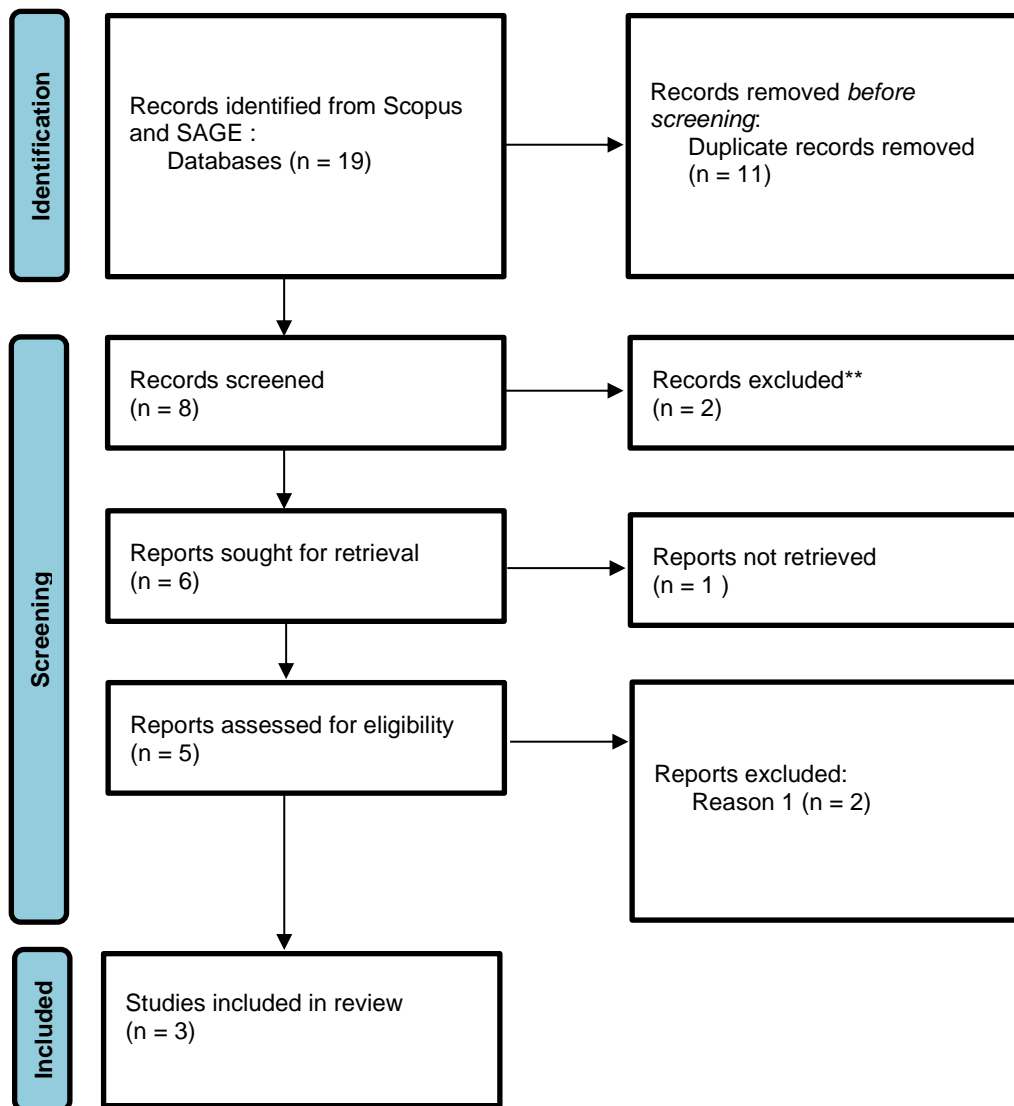 Identification
Records identified from Scopus
and SAGE :
Databases (n = 19)
Records removed before
screening:
Duplicate records removed
(n = 11)
Screening
Records screened
(n = 8)
Records excluded**
(n = 2)
Reports sought for retrieval
(n = 6)
Reports not retrieved
(n = 1 )
Reports assessed for eligibility
(n = 5)
Reports excluded:
Reason 1 (n = 2)
Included
Studies included in review
(n = 3)